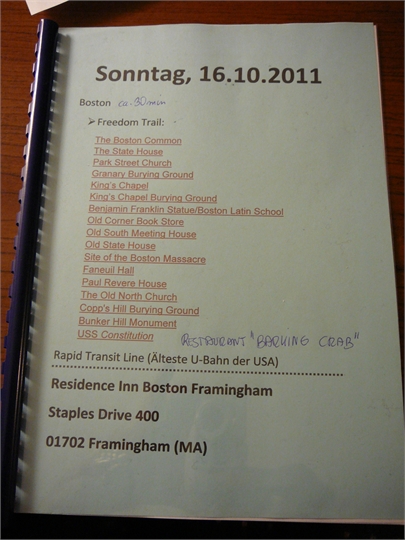 Sonntag, 16.10.2011
Boston ca. 30 min
➢ Freedom Trail:
The Boston Common
The State House
Park Street Church
Granary Burying Ground
King's Chapel
King's Chapel Burying Ground
Benjamin Franklin Statue/Boston Latin School
Old Corner Book Store
Old South Meeting House
Old State House
Site of the Boston Massacre
Faneuil Hall
Paul Revere House
The Old North Church
Copp's Hill Burying Ground
Bunker Hill Monument
USS Constitution RESTAURANT "BARKING CRAB"
Rapid Transit Line (Älteste U-Bahn der USA)
Residence Inn Boston Framingham
Staples Drive 400
01702 Framingham (MA)